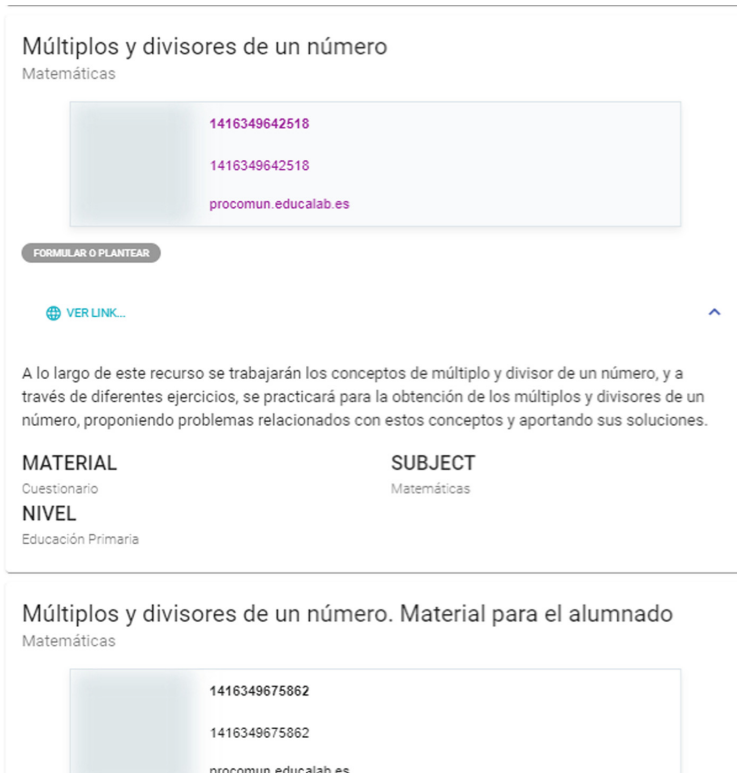 Múltiplos y divisores de un número
Matemáticas
1416349642518
1416349642518
procomun.educalab.es
FORMULAR O PLANTEAR
VER LINK...
A lo largo de este recurso se trabajarán los conceptos de múltiplo y divisor de un número, y a
través de diferentes ejercicios, se practicará para la obtención de los múltiplos y divisores de un
número, proponiendo problemas relacionados con estos conceptos y aportando sus soluciones.
MATERIAL
Cuestionario
SUBJECT
Matemáticas
NIVEL
Educación Primaria
Múltiplos y divisores de un número. Material para el alumnado
Matemáticas
1416349675862
1416349675862
procomun.educalab.es